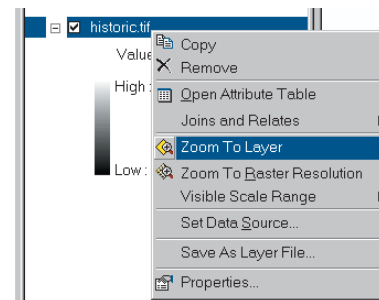 historic.tif
Value
High :
Low :
Copy
Remove
Open Attribute Table
Joins and Relates
Zoom To Layer
Zoom To Raster Resolution
Visible Scale Range
Set Data Source...
Save As Layer File...
Properties...